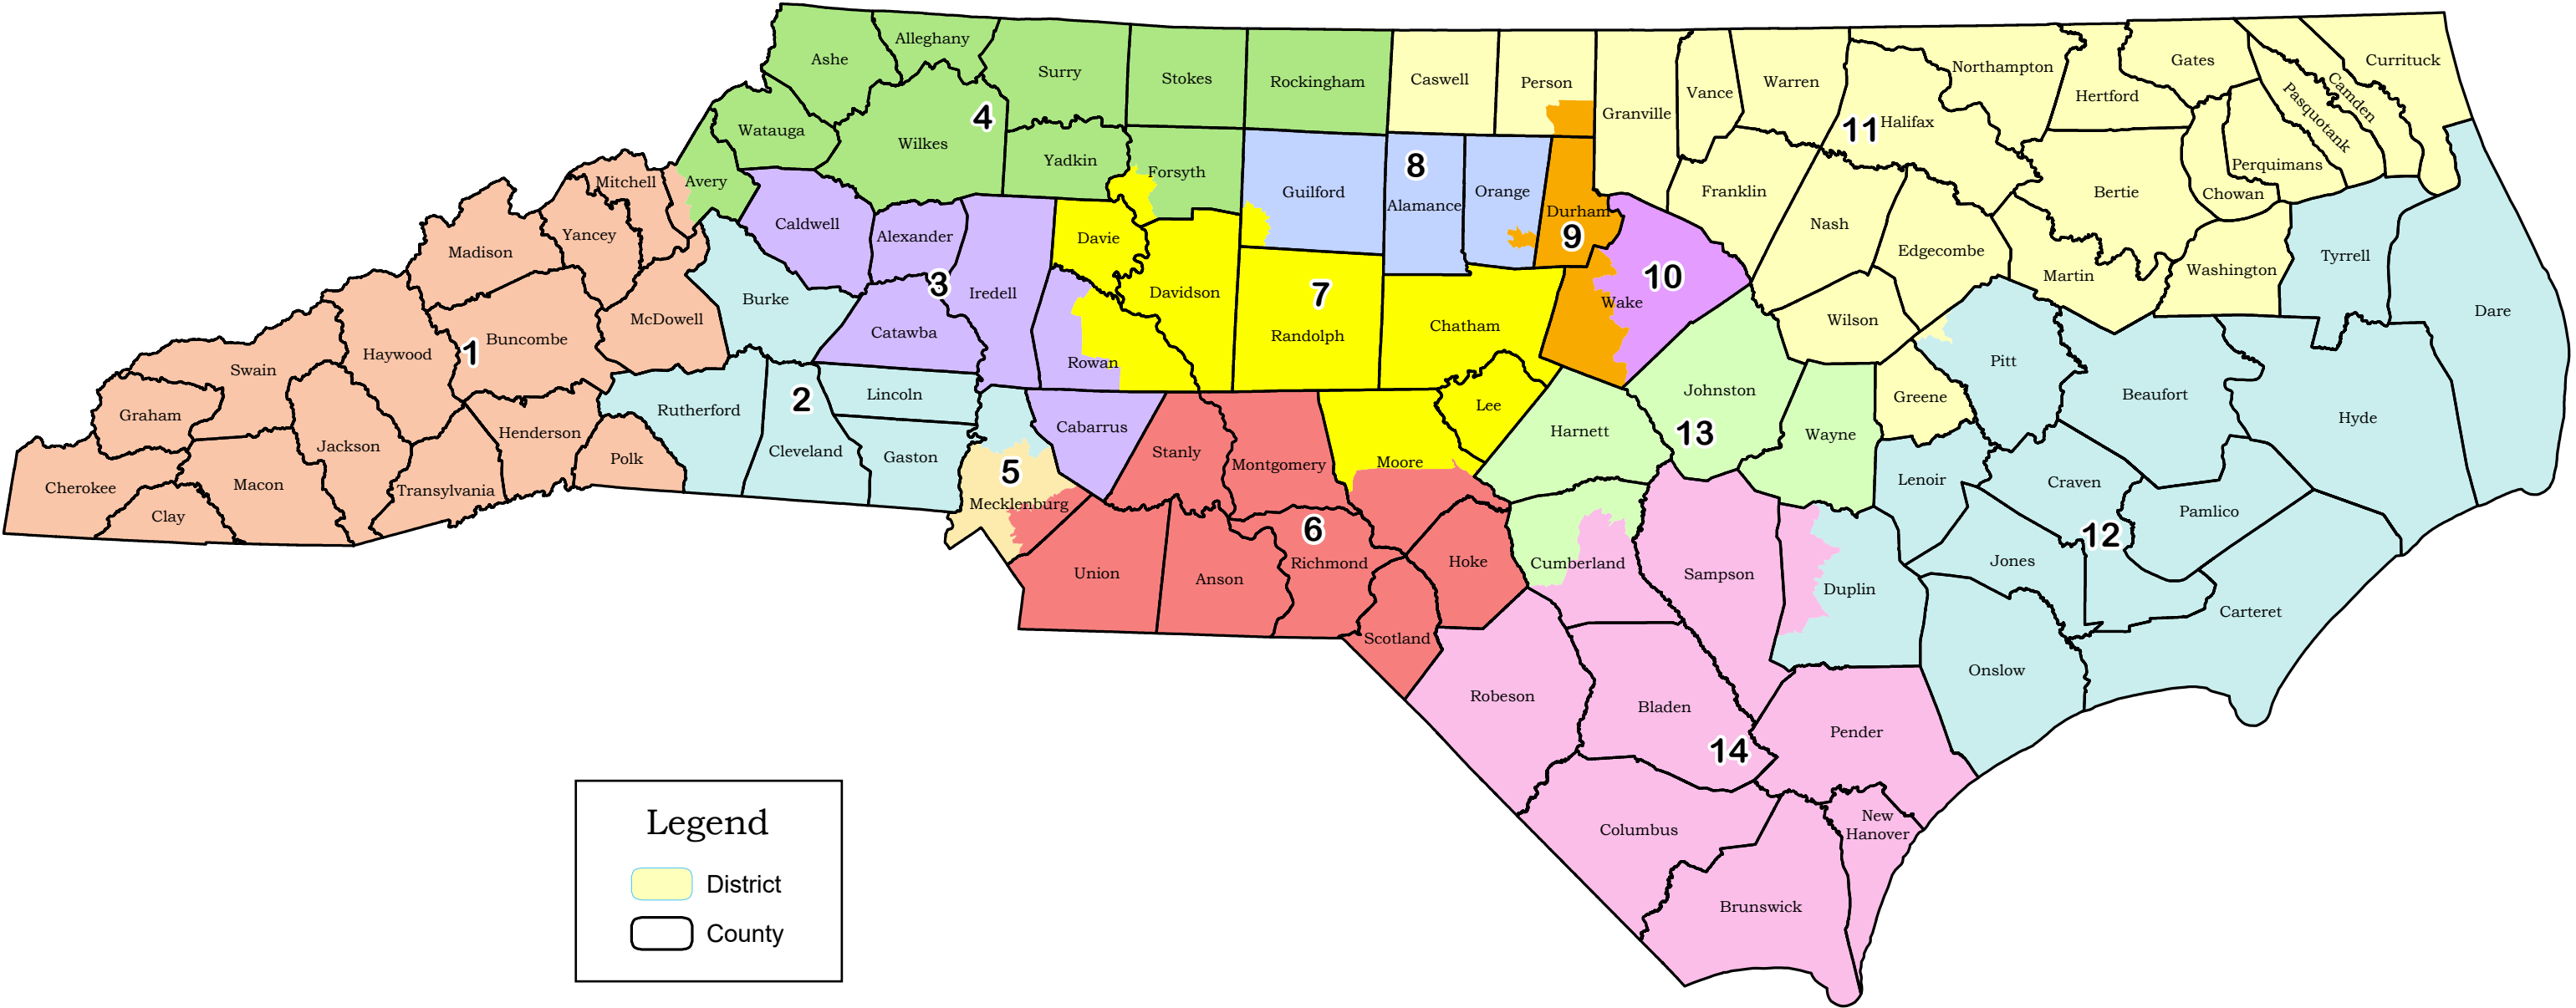 Ashe
Alleghany
Surry
Stokes
Rockingham
Caswell
Person
Granville
Vance
Warren
Northampton
Hertford
Gates
Camden
Currituck
Pasquotank
Watauga
Wilkes
4
Yadkin
Forsyth
Guilford
8
Alamance
Orange
Durham
9
Franklin
11
Halifax
Bertie
Chowan
Perquimans
Mitchell
Avery
Caldwell
Alexander
3
Iredell
Davie
Davidson
7
Randolph
Chatham
Wake
10
Nash
Edgecombe
Martin
Washington
Tyrrell
Dare
Madison
Yancey
Burke
Catawba
Rowan
Lee
Wilson
Pitt
Beaufort
Hyde
Swain
Haywood
1
Buncombe
McDowell
Rutherford
2
Lincoln
Cabarrus
Johnston
Greene
Graham
Jackson
Henderson
Polk
Cleveland
Gaston
5
Mecklenburg
Stanly
Montgomery
Moore
Harnett
13
Wayne
Lenoir
Craven
Pamlico
Cherokee
Clay
Macon
Transylvania
Union
Anson
6
Richmond
Hoke
Scotland
Cumberland
Sampson
Duplin
Jones
12
Carteret
Onslow
Robeson
Bladen
14
Pender
Columbus
New
Hanover
Brunswick
Legend
District
County